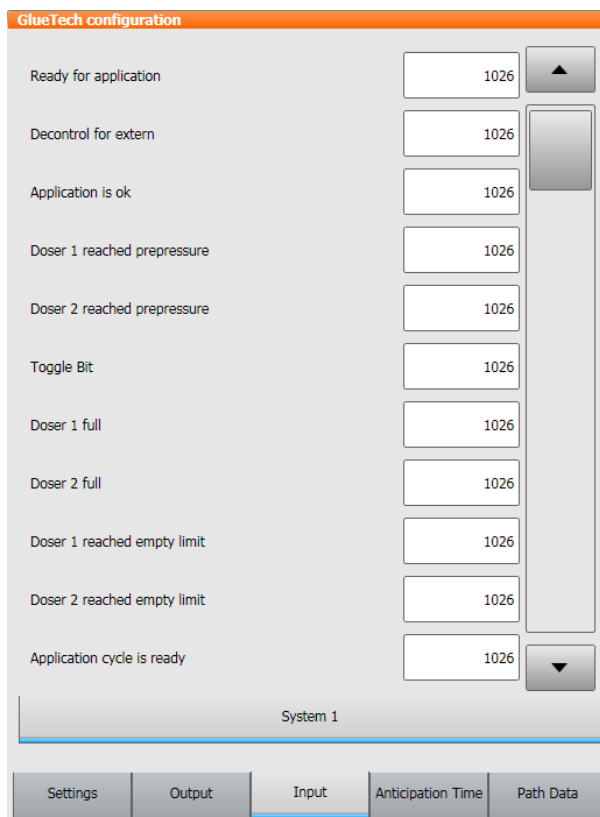 GlueTech configuration
Ready for application 1026
Decontrol for extern 1026
Application is ok 1026
Doser 1 reached prepressure 1026
Doser 2 reached prepressure 1026
Toggle Bit 1026
Doser 1 full 1026
Doser 2 full 1026
Doser 1 reached empty limit 1026
Doser 2 reached empty limit 1026
Application cycle is ready 1026
System 1
Settings Output Input Anticipation Time Path Data